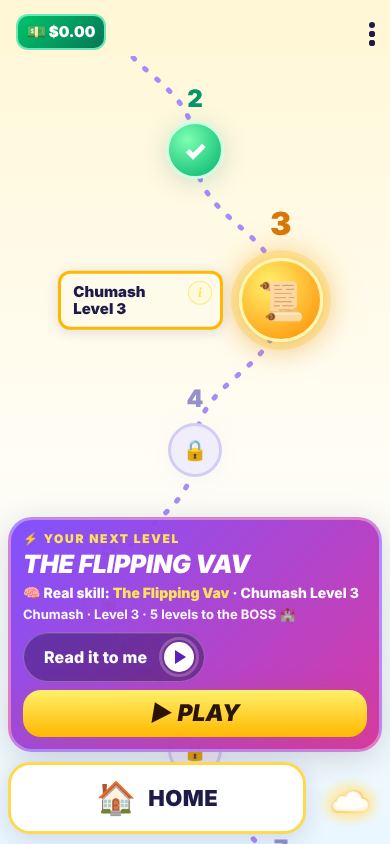 $0.00
2
3
Chumash
Level 3
i
4
⚡ YOUR NEXT LEVEL
THE FLIPPING VAV
🧠 Real skill: The Flipping Vav · Chumash Level 3
Chumash · Level 3 · 5 levels to the BOSS 🏰
Read it to me
▶ PLAY
HOME